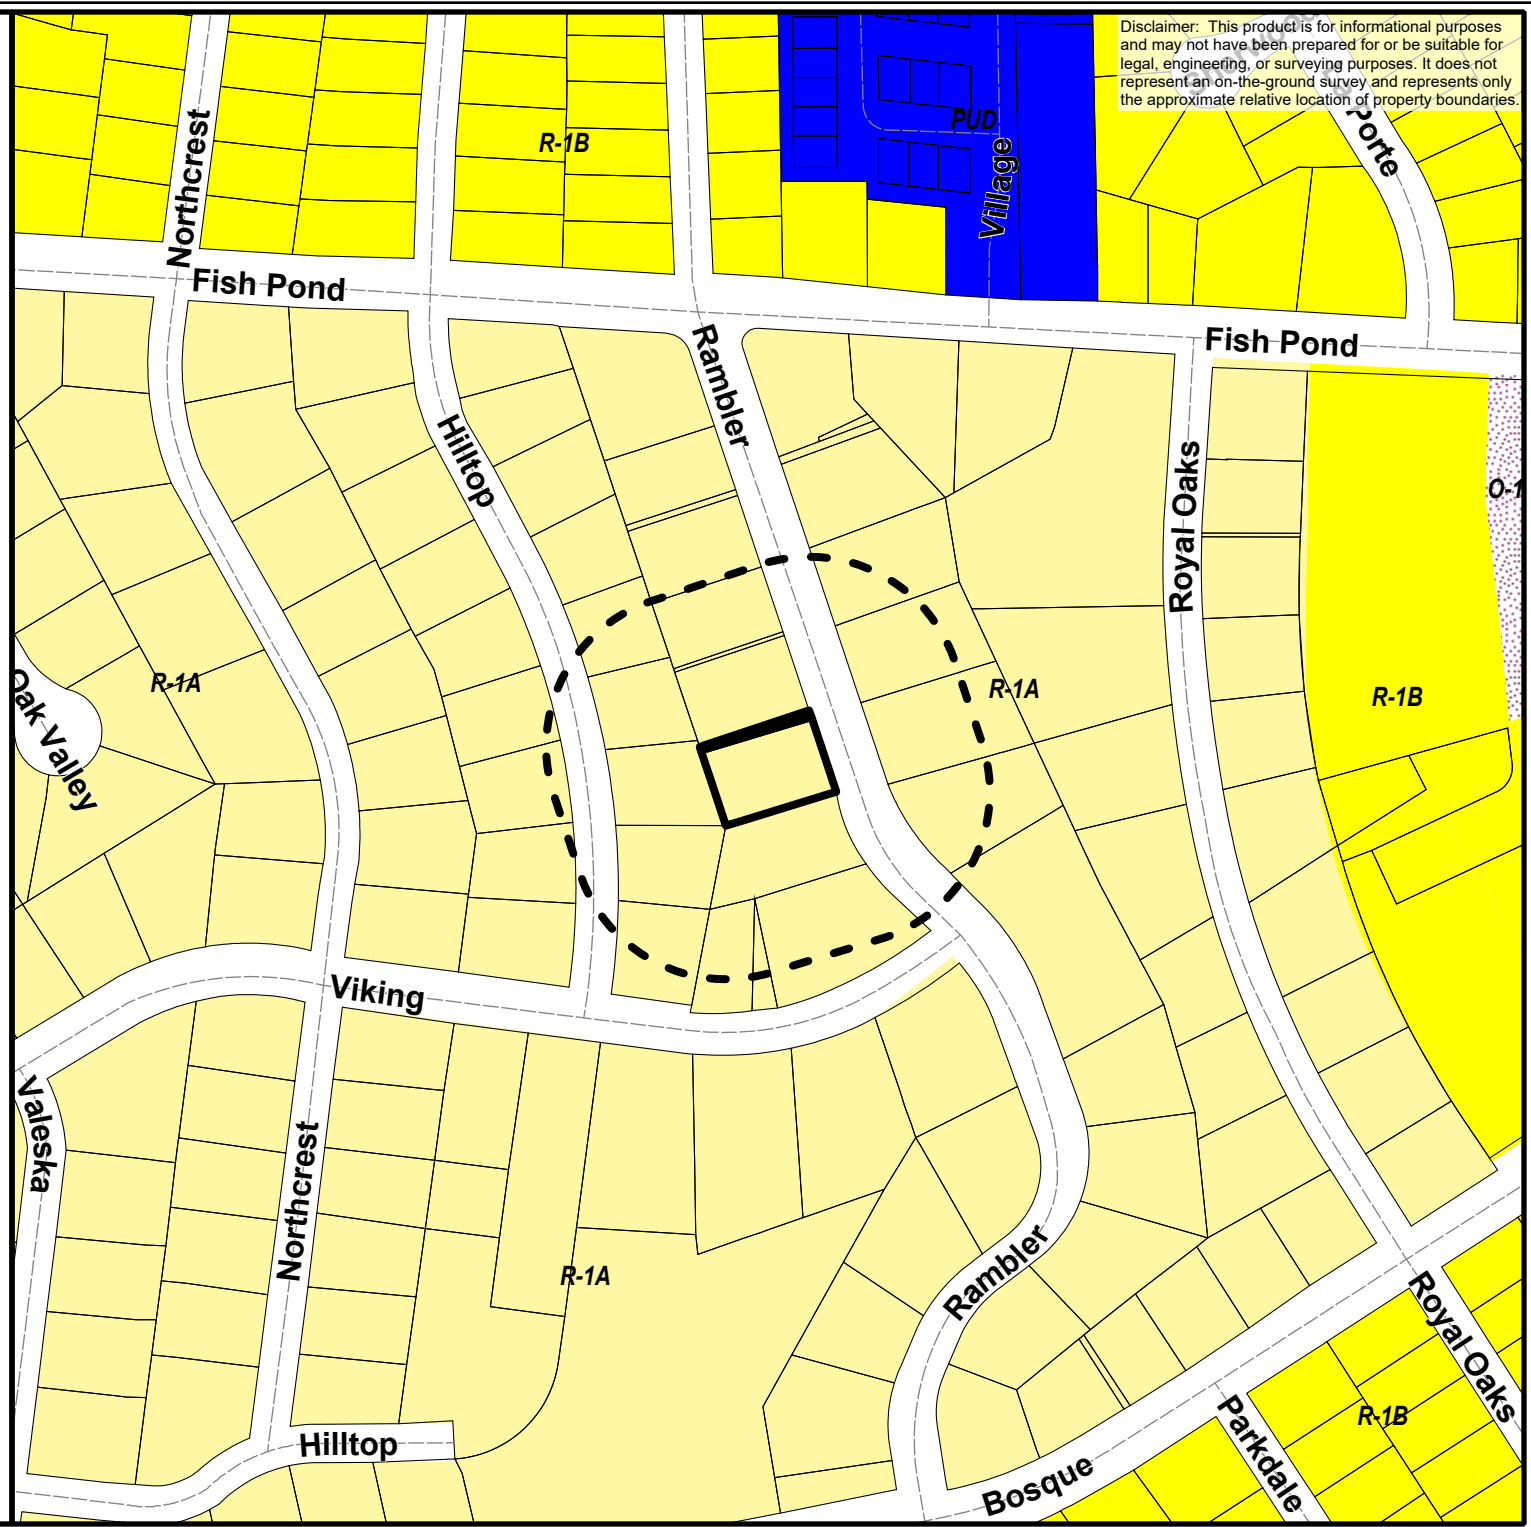 Disclaimer: This product is for informational purposes
and may not have been prepared for or be suitable for
legal, engineering, or surveying purposes. It does not
represent an on-the-ground survey and represents only
the approximate relative location of property boundaries.
Sherwood
La Porte
PUD
R-1B
Village
Northcrest
Fish Pond
Fish Pond
Rambler
Hilltop
Royal Oaks
O-1
R-1A
R-1A
R-1B
Oak Valley
Viking
Valeska
Northcrest
R-1A
Rambler
Royal Oaks
R-1B
Parkdale
Hilltop
Bosque